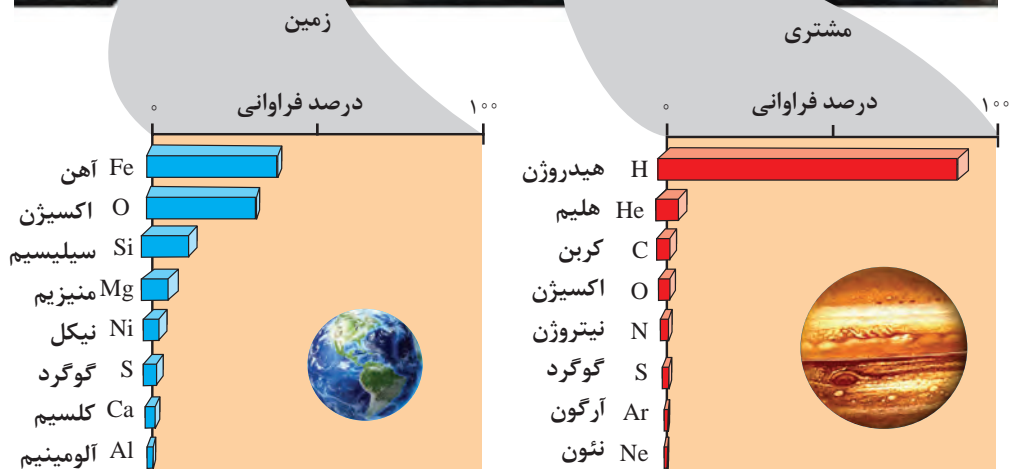 مشتری
درصد فراوانی
۰ ۱۰۰
H هیدروژن
He هلیم
C کربن
O اکسیژن
N نیتروژن
S گوگرد
Ar آرگون
Ne نئون
زمین
درصد فراوانی
۰ ۱۰۰
Fe آهن
O اکسیژن
Si سیلیسیم
Mg منیزیم
Ni نیکل
S گوگرد
Ca کلسیم
Al آلومینیم